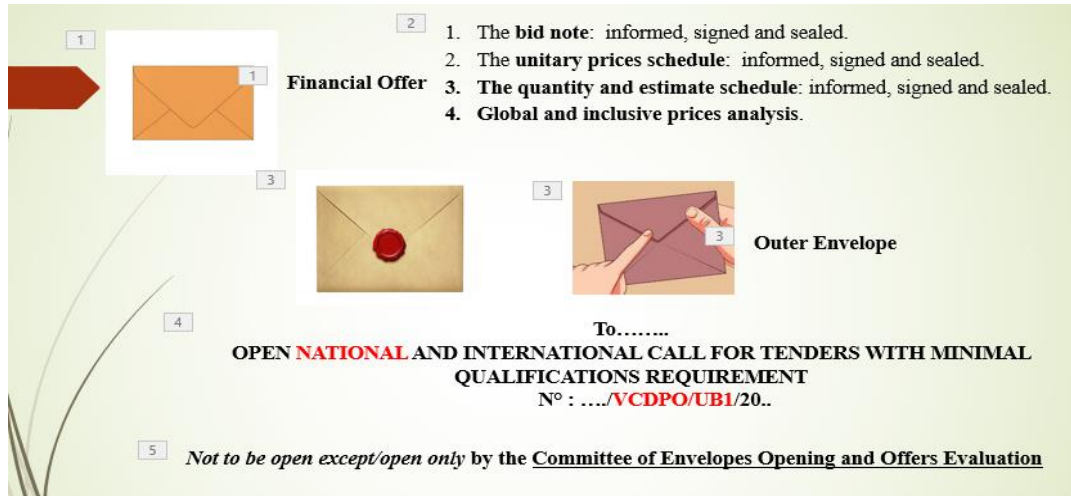 1
2
1. The bid note: informed, signed and sealed.
2. The unitary prices schedule: informed, signed and sealed.
1
Financial Offer
3. The quantity and estimate schedule: informed, signed and sealed.
4. Global and inclusive prices analysis.
3
3
3
Outer Envelope
4
To……..
OPEN NATIONAL AND INTERNATIONAL CALL FOR TENDERS WITH MINIMAL
QUALIFICATIONS REQUIREMENT
N° : …./VCDPO/UB1/20..
5
Not to be open except/open only by the Committee of Envelopes Opening and Offers Evaluation